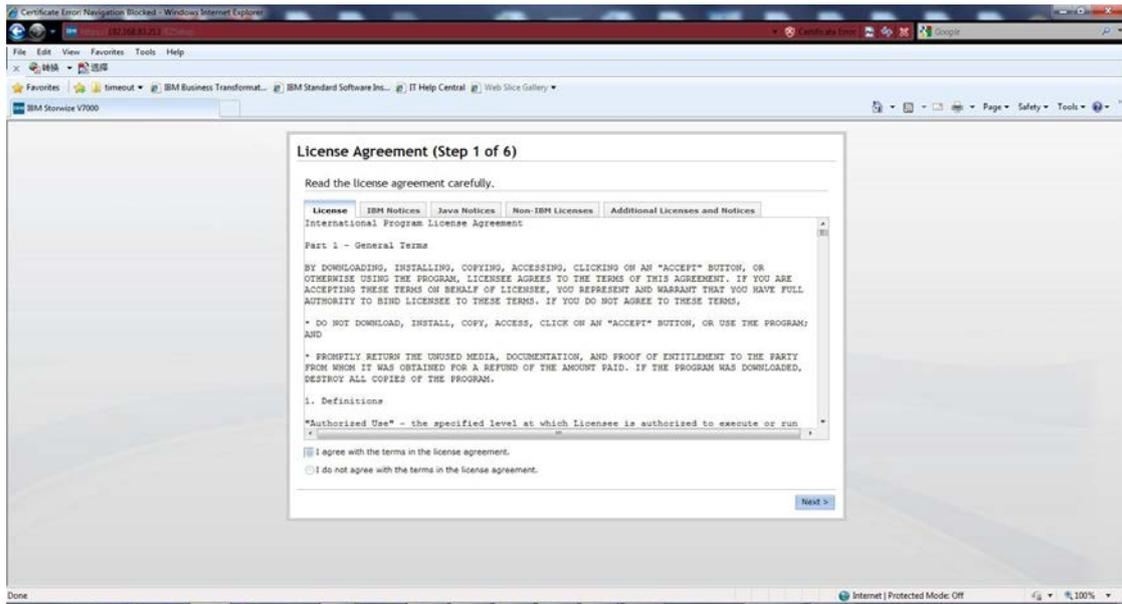 Certificate Error: Navigation Blocked - Windows Internet Explorer
192.168.83.213
Certificate Error
Google
File Edit View Favorites Tools Help
x 轉換 選擇
Favorites timeout IBM Business Transformat... IBM Standard Software Ins... IT Help Central Web Slice Gallery
IBM Storwize V7000
Page Safety Tools
License Agreement (Step 1 of 6)
Read the license agreement carefully.
License IBM Notices Java Notices Non-IBM Licenses Additional Licenses and Notices
International Program License Agreement
Part 1 - General Terms
BY DOWNLOADING, INSTALLING, COPYING, ACCESSING, CLICKING ON AN "ACCEPT" BUTTON, OR
OTHERWISE USING THE PROGRAM, LICENSEE AGREES TO THE TERMS OF THIS AGREEMENT. IF YOU ARE
ACCEPTING THESE TERMS ON BEHALF OF LICENSEE, YOU REPRESENT AND WARRANT THAT YOU HAVE FULL
AUTHORITY TO BIND LICENSEE TO THESE TERMS. IF YOU DO NOT AGREE TO THESE TERMS,
* DO NOT DOWNLOAD, INSTALL, COPY, ACCESS, CLICK ON AN "ACCEPT" BUTTON, OR USE THE PROGRAM;
AND
* PROMPTLY RETURN THE UNUSED MEDIA, DOCUMENTATION, AND PROOF OF ENTITLEMENT TO THE PARTY
FROM WHOM IT WAS OBTAINED FOR A REFUND OF THE AMOUNT PAID. IF THE PROGRAM WAS DOWNLOADED,
DESTROY ALL COPIES OF THE PROGRAM.
1. Definitions
"Authorized Use" - the specified level at which Licensee is authorized to execute or run
I agree with the terms in the license agreement.
I do not agree with the terms in the license agreement.
Next >
Done
Internet | Protected Mode: Off
100%